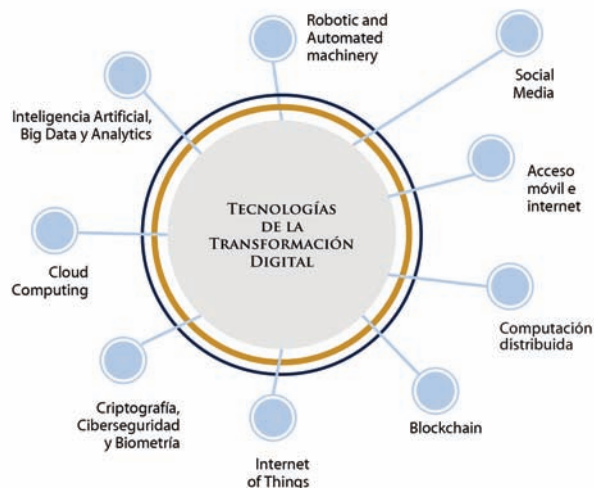 Robotic and
Automated
machinery
Social
Media
Inteligencia Artificial,
Big Data y Analytics
Acceso
móvil e
internet
TECNOLOGÍAS
DE LA
TRANSFORMACIÓN
DIGITAL
Cloud
Computing
Computación
distribuida
Criptografía,
Ciberseguridad
y Biometría
Blockchain
Internet
of Things